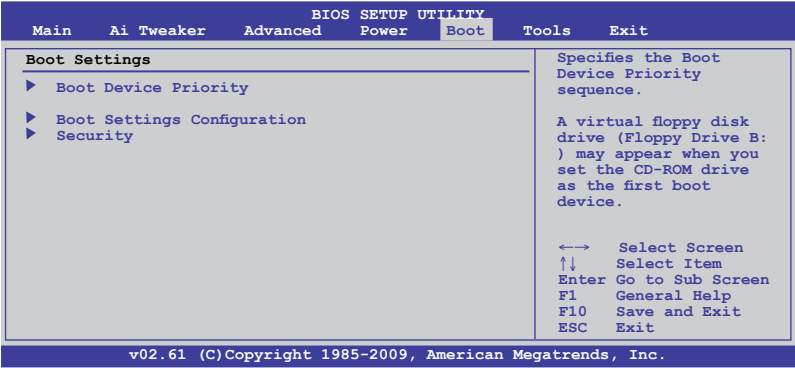 BIOS SETUP UTILITY
Main Ai Tweaker Advanced Power Boot Tools Exit
Boot Settings
Boot Device Priority
Boot Settings Configuration
Security
Specifies the Boot
Device Priority
sequence.
A virtual floppy disk
drive (Floppy Drive B:
) may appear when you
set the CD-ROM drive
as the first boot
device.
←→ Select Screen
↑↓ Select Item
Enter Go to Sub Screen
F1 General Help
F10 Save and Exit
ESC Exit
v02.61 (C)Copyright 1985-2009, American Megatrends, Inc.